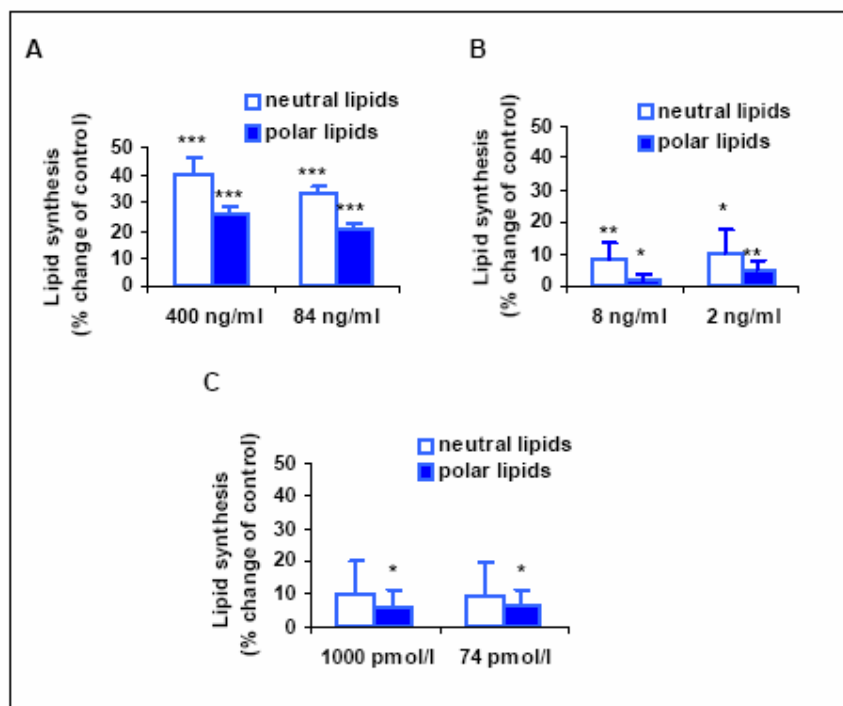 A
neutral lipids
polar lipids
Lipid synthesis
(% change of control)
50
40
30
20
10
0
***
***
***
***
400 ng/ml
84 ng/ml
B
neutral lipids
polar lipids
Lipid synthesis
(% change of control)
50
40
30
20
10
0
**
*
*
**
8 ng/ml
2 ng/ml
C
neutral lipids
polar lipids
Lipid synthesis
(% change of control)
50
40
30
20
10
0
*
*
1000 pmol/l
74 pmol/l